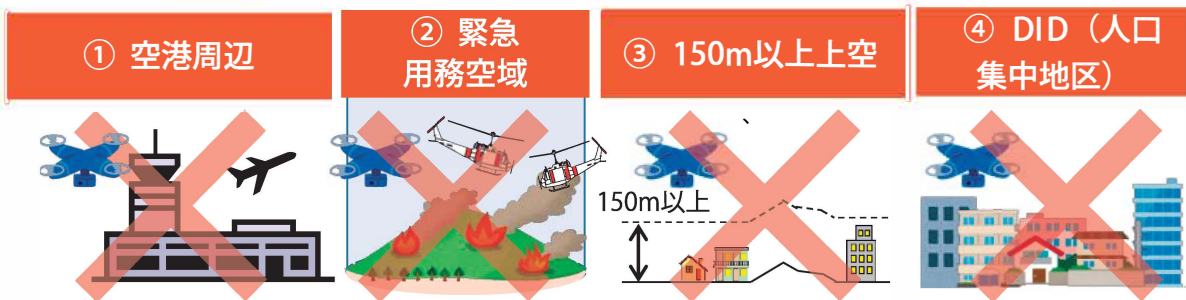 ① 空港周辺
② 緊急
用務空域
③ 150m以上上空
④ DID（人口
集中地区）
150m以上